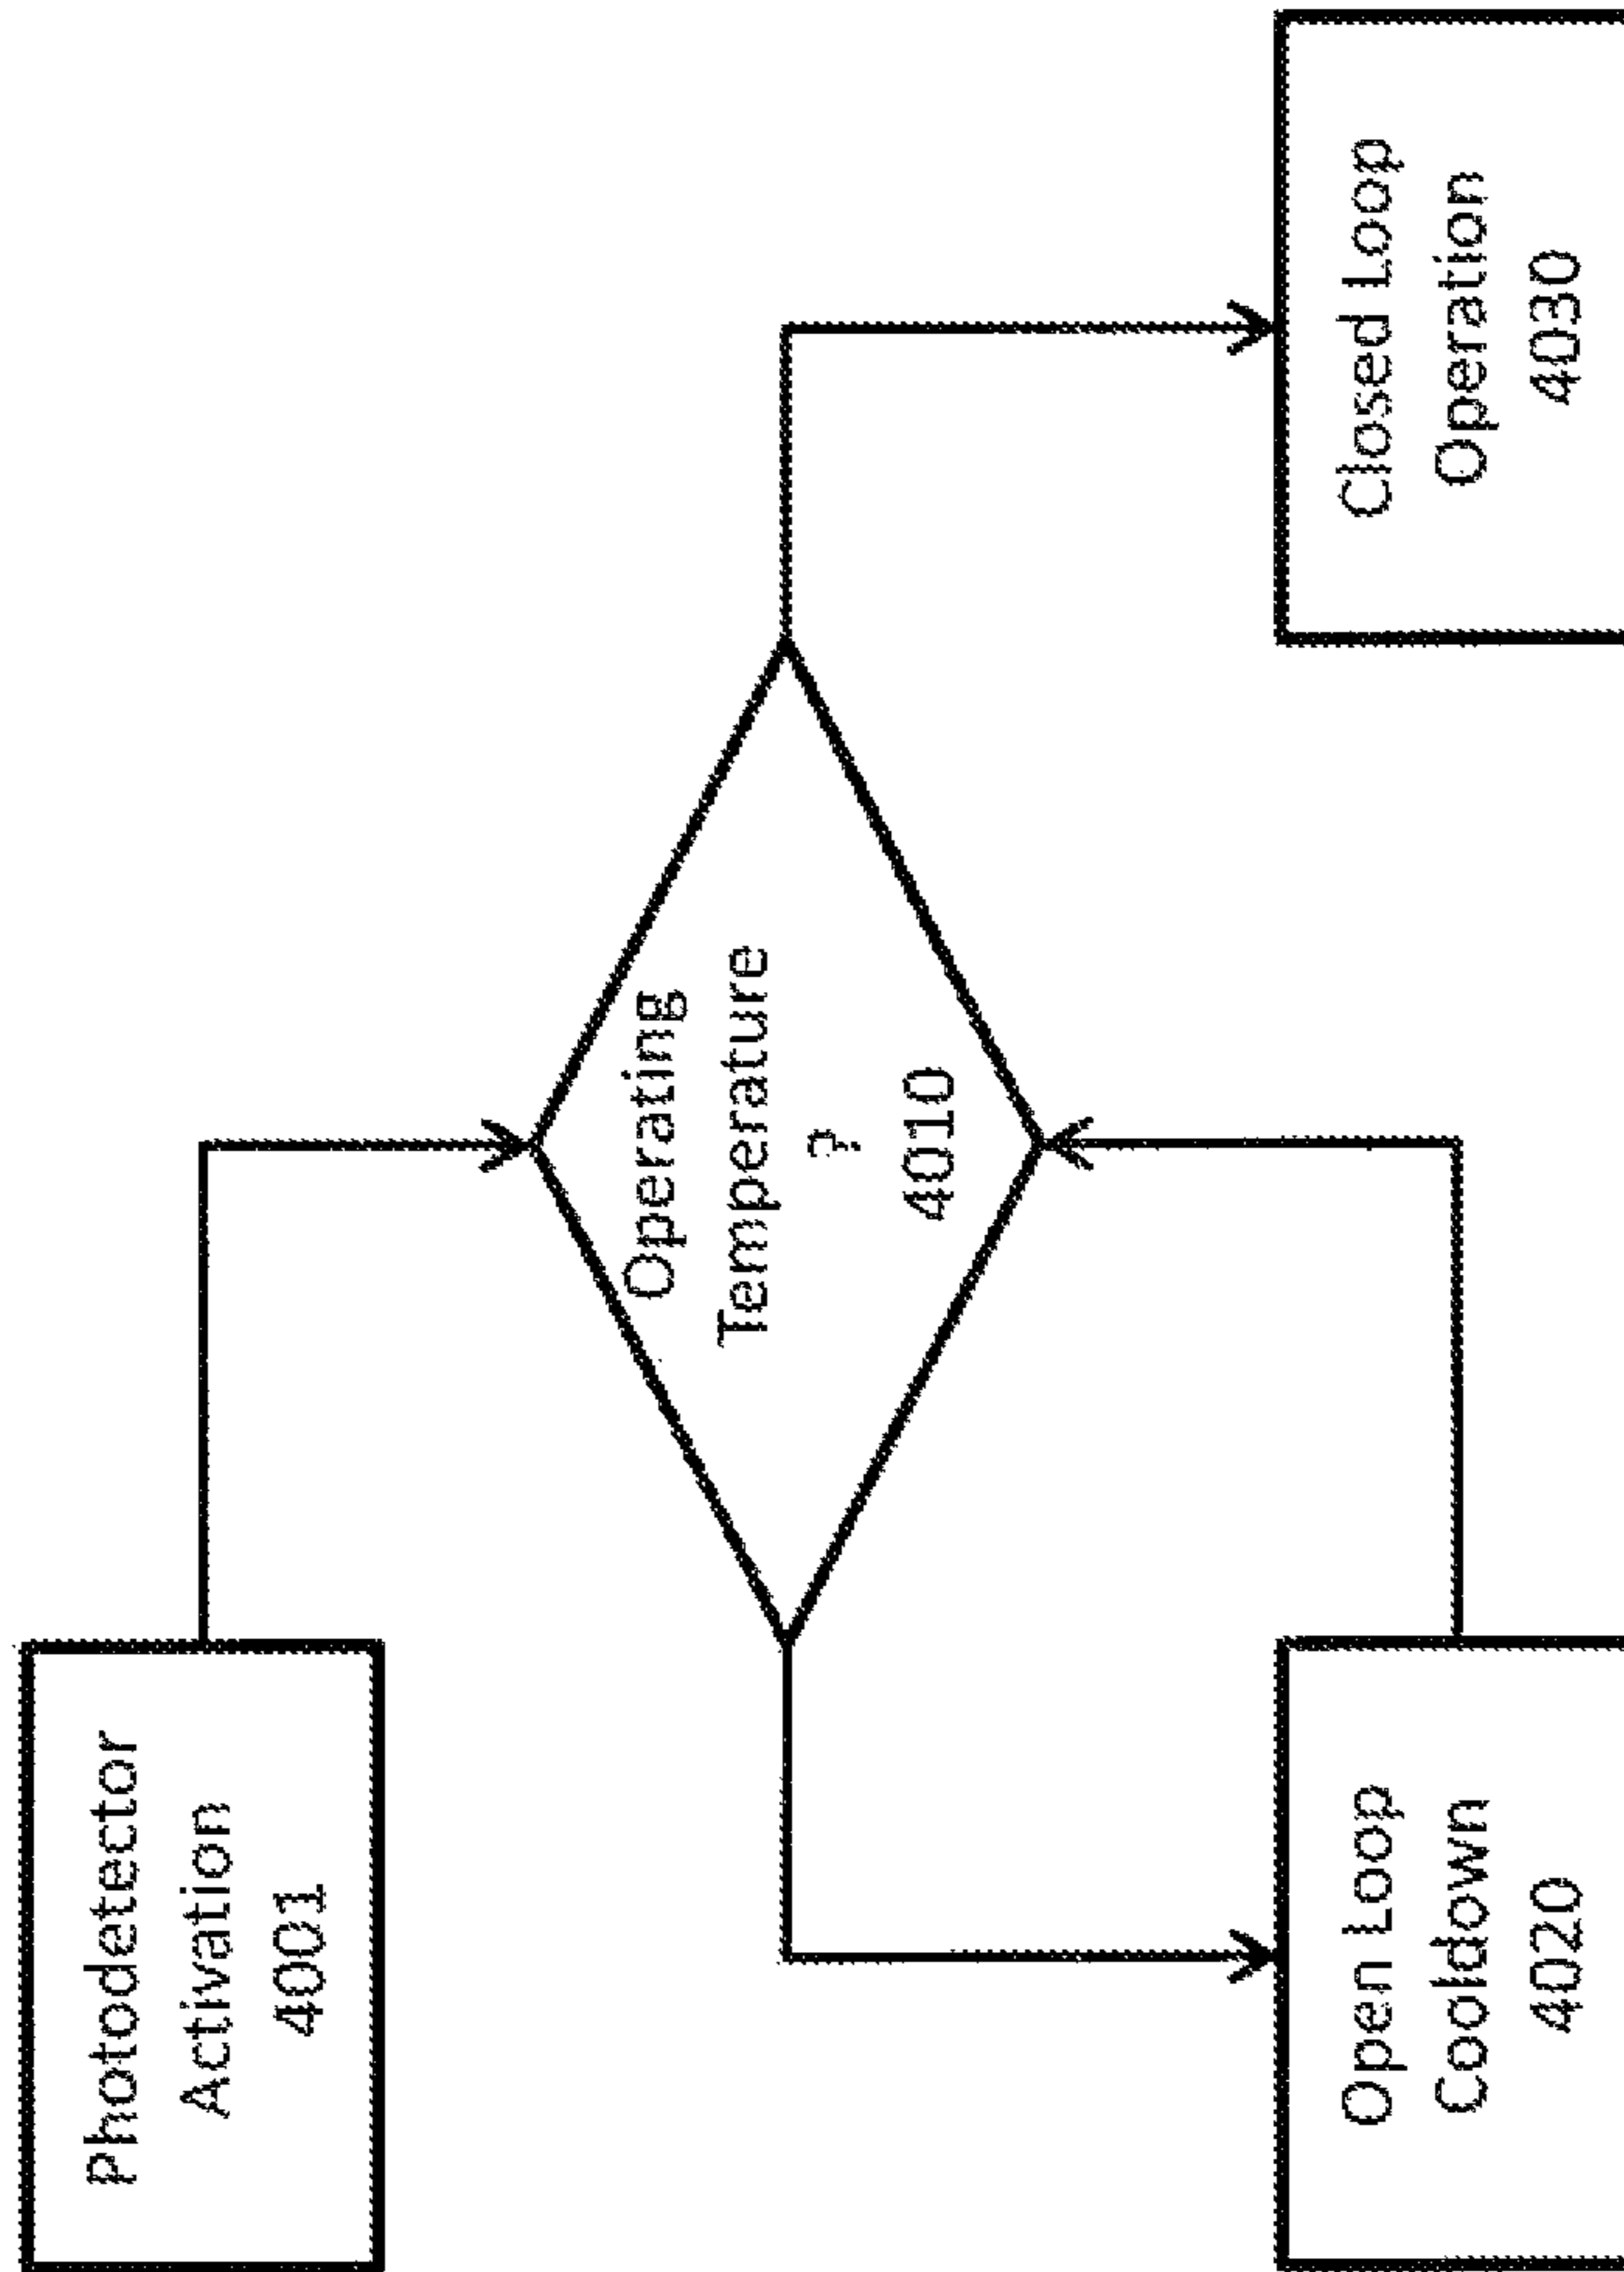 Photodetector
Activation
4001
Operating
Temperature
?
4010
Open Loop
Cooldown
4020
Closed Loop
Operation
4030